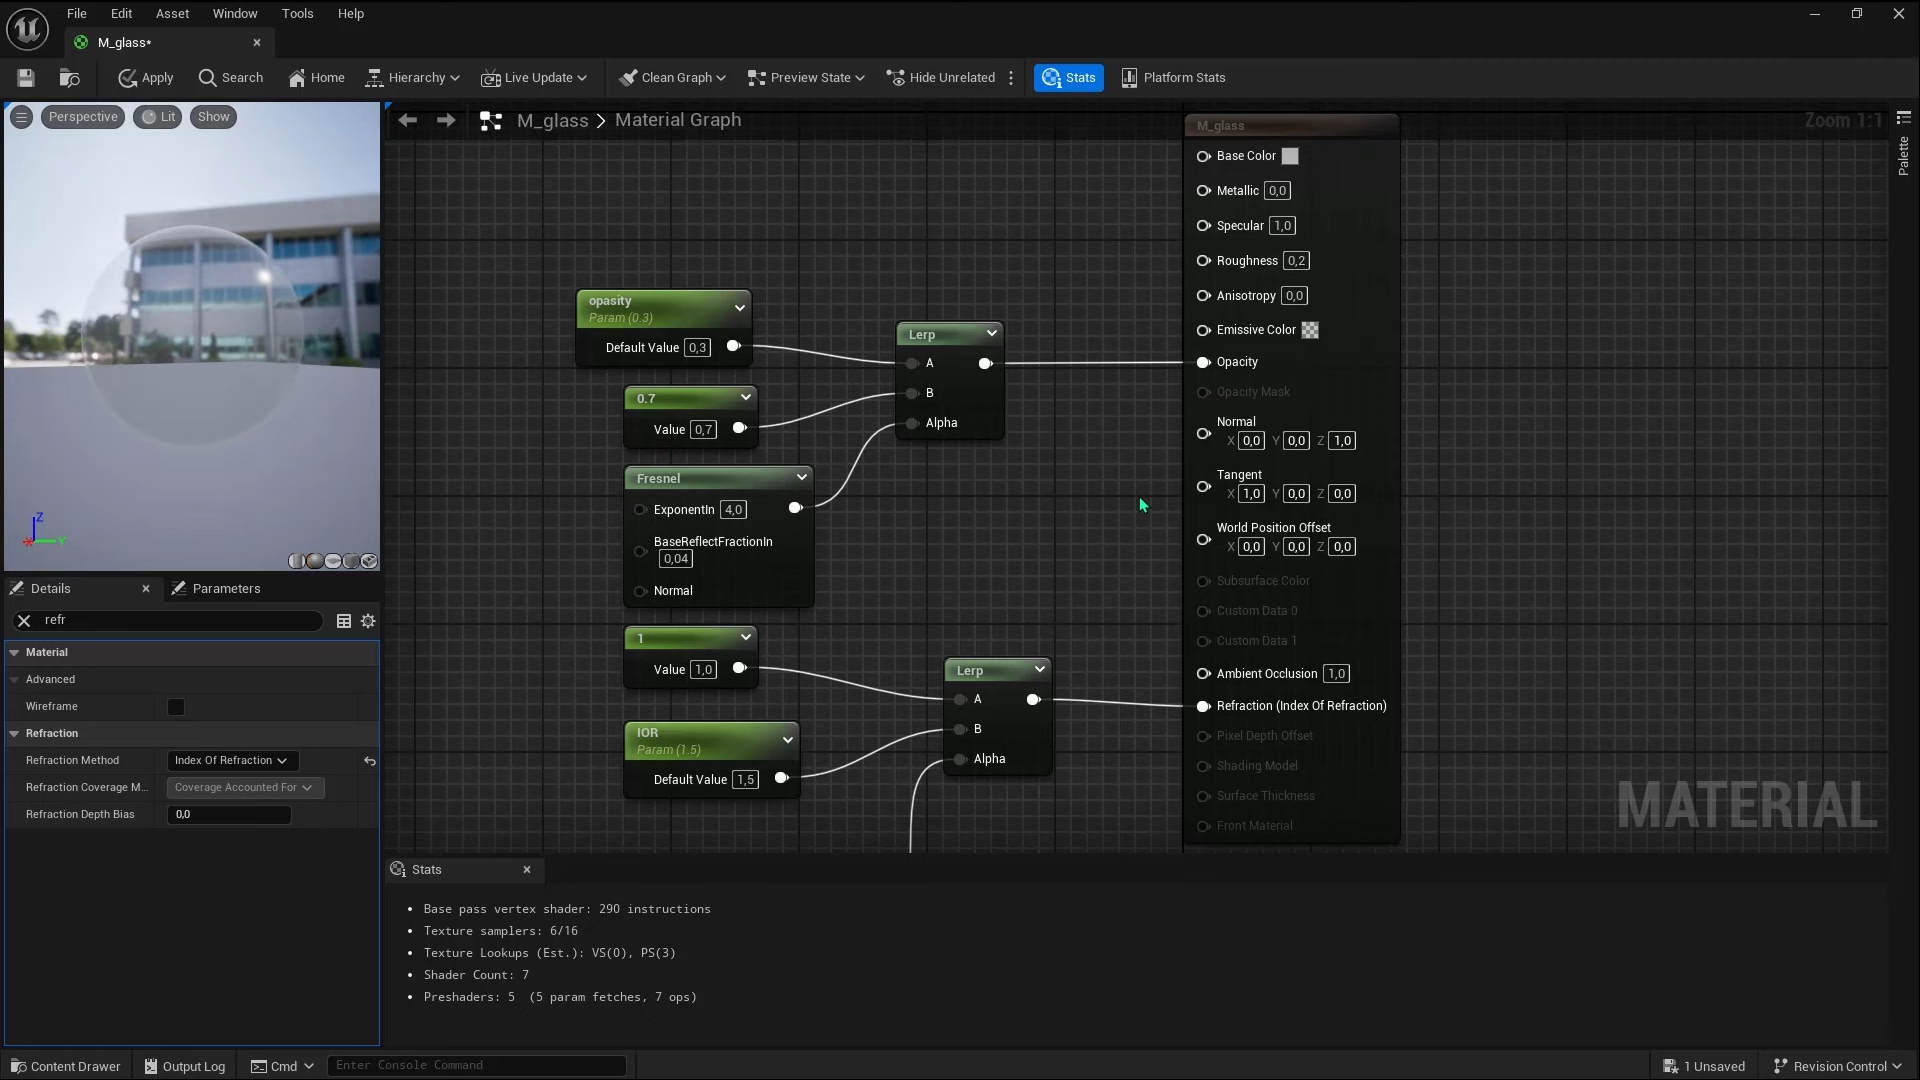 File Edit Asset Window Tools Help
M_glass*
Apply Search Home Hierarchy Live Update Clean Graph Preview State Hide Unrelated Stats Platform Stats
Perspective Lit Show
M_glass > Material Graph
Zoom 1:1
Palette
Z
Y
X
M_glass
Base Color
Metallic 0,0
Specular 1,0
Roughness 0,2
Anisotropy 0,0
Emissive Color
Opacity
Opacity Mask
Normal
X 0,0 Y 0,0 Z 1,0
Tangent
X 1,0 Y 0,0 Z 0,0
World Position Offset
X 0,0 Y 0,0 Z 0,0
Subsurface Color
Custom Data 0
Custom Data 1
Ambient Occlusion 1,0
Refraction (Index Of Refraction)
Pixel Depth Offset
Shading Model
Surface Thickness
Front Material
opasity
Param (0.3)
Default Value 0,3
0.7
Value 0,7
Lerp
A
B
Alpha
Fresnel
ExponentIn 4,0
BaseReflectFractionIn
0,04
Normal
1
Value 1,0
IOR
Param (1.5)
Default Value 1,5
Lerp
A
B
Alpha
MATERIAL
Details Parameters
refr
Material
Advanced
Wireframe
Refraction
Refraction Method Index Of Refraction
Refraction Coverage M... Coverage Accounted For
Refraction Depth Bias 0,0
Stats
• Base pass vertex shader: 290 instructions
• Texture samplers: 6/16
• Texture Lookups (Est.): VS(0), PS(3)
• Shader Count: 7
• Preshaders: 5 (5 param fetches, 7 ops)
Content Drawer Output Log Cmd Enter Console Command 1 Unsaved Revision Control